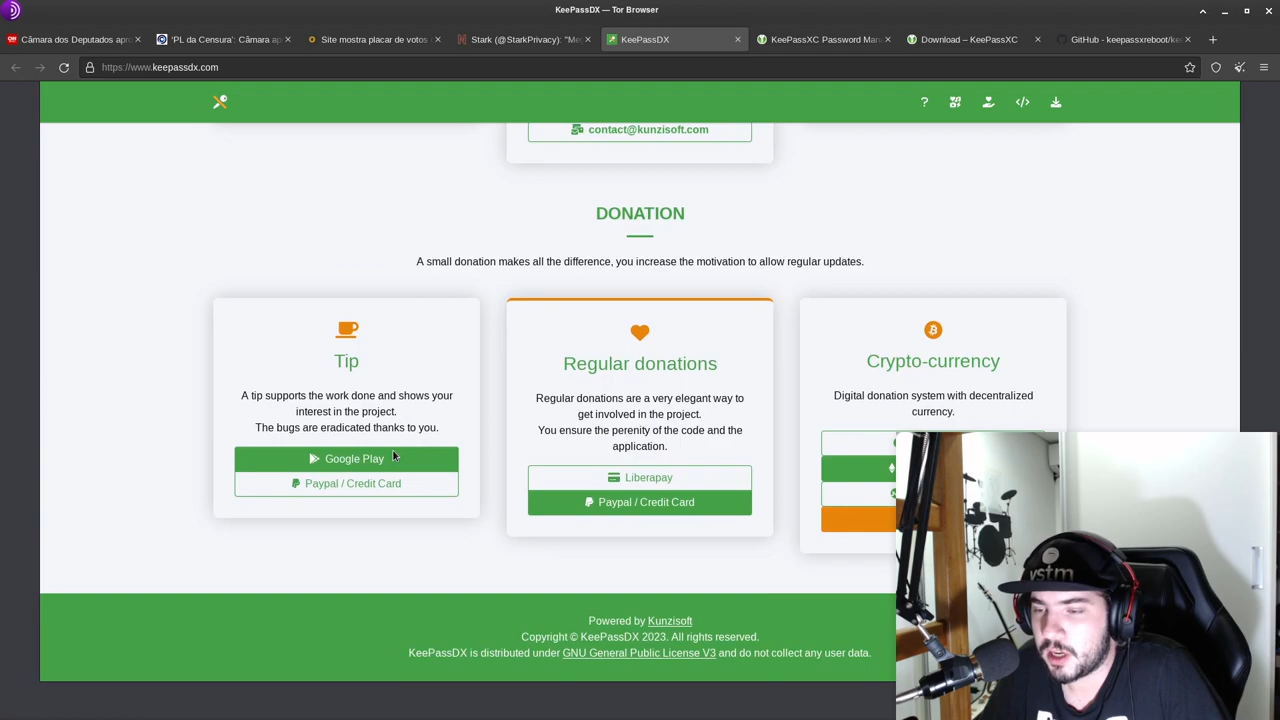 KeePassDX — Tor Browser
Câmara dos Deputados apro
'PL da Censura': Câmara ap
Site mostra placar de votos
Stark (@StarkPrivacy): "Me
KeePassDX
KeePassXC Password Man
Download – KeePassXC
GitHub - keepassxreboot/ke
https://www.keepassdx.com
contact@kunzisoft.com
DONATION
A small donation makes all the difference, you increase the motivation to allow regular updates.
Tip
A tip supports the work done and shows your
interest in the project.
The bugs are eradicated thanks to you.
Google Play
Paypal / Credit Card
Regular donations
Regular donations are a very elegant way to
get involved in the project.
You ensure the perenity of the code and the
application.
Liberapay
Paypal / Credit Card
Crypto-currency
Digital donation system with decentralized
currency.
Powered by Kunzisoft
Copyright © KeePassDX 2023. All rights reserved.
KeePassDX is distributed under GNU General Public License V3 and do not collect any user data.